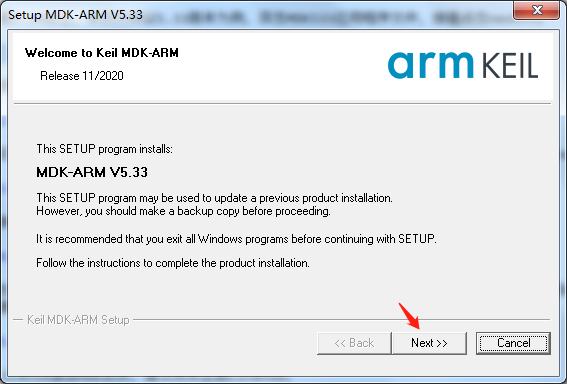 Setup MDK-ARM V5.33
Welcome to Keil MDK-ARM
Release 11/2020
arm KEIL
This SETUP program installs:
MDK-ARM V5.33
This SETUP program may be used to update a previous product installation.
However, you should make a backup copy before proceeding.
It is recommended that you exit all Windows programs before continuing with SETUP.
Follow the instructions to complete the product installation.
Keil MDK-ARM Setup
<< Back
Next >>
Cancel